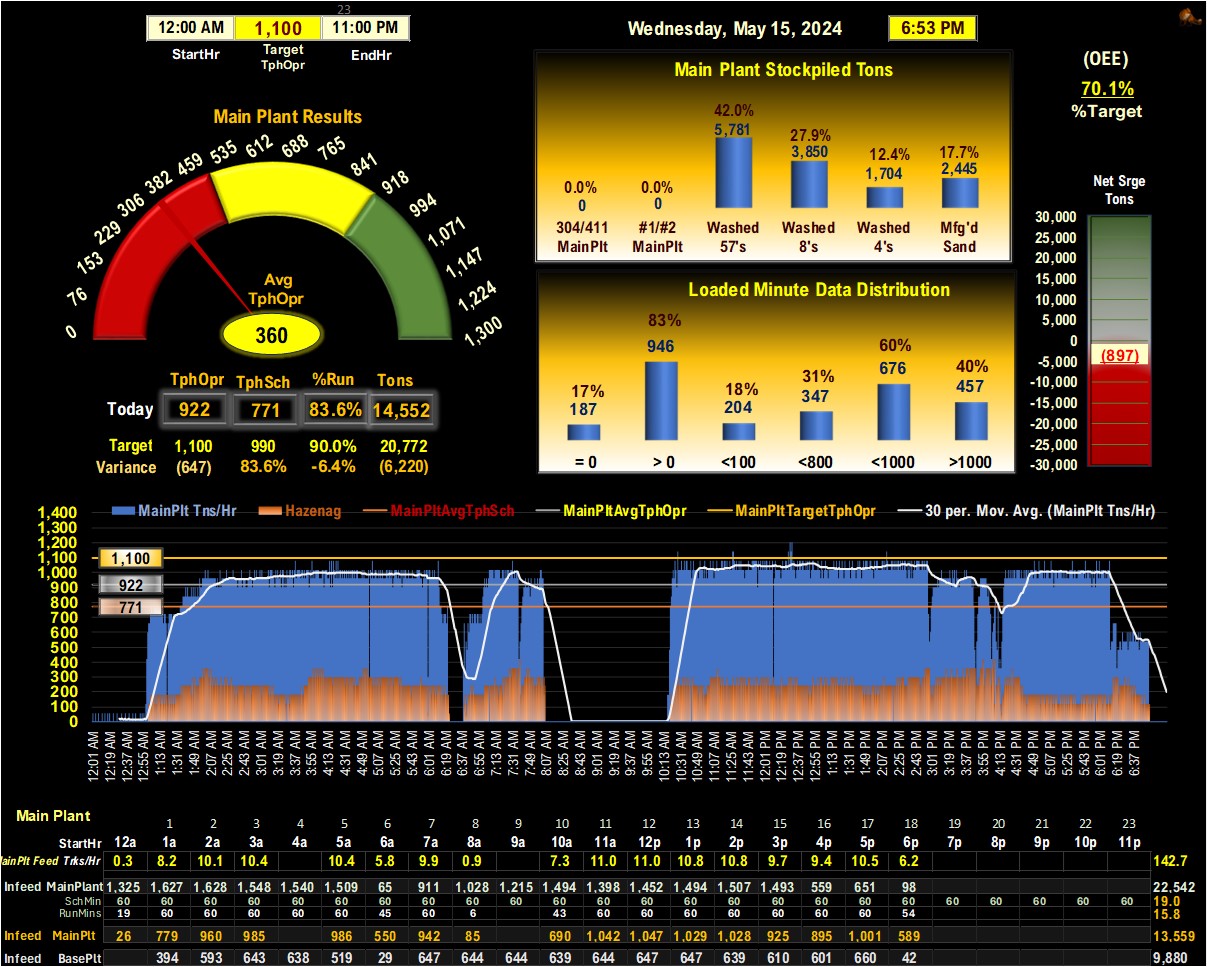 23
12:00 AM 1,100 11:00 PM
StartHr Target TphOpr EndHr
Wednesday, May 15, 2024 6:53 PM
(OEE)
70.1%
%Target
Main Plant Results
0 76 153 229 306 382 459 535 612 688 765 841 918 994 1,071 1,147 1,224 1,300
Avg
TphOpr
360
TphOpr TphSch %Run Tons
Today 922 771 83.6% 14,552
Target 1,100 990 90.0% 20,772
Variance (647) 83.6% -6.4% (6,220)
Main Plant Stockpiled Tons
0.0% 0.0% 42.0% 27.9% 12.4% 17.7%
0 0 5,781 3,850 1,704 2,445
304/411 #1/#2 Washed Washed Washed Mfg'd
MainPlt MainPlt 57's 8's 4's Sand
Loaded Minute Data Distribution
17% 83% 18% 31% 60% 40%
187 946 204 347 676 457
= 0 > 0 <100 <800 <1000 >1000
Net Srge
Tons
30,000
25,000
20,000
15,000
10,000
5,000
0
(897)
-5,000
-10,000
-15,000
-20,000
-25,000
-30,000
MainPlt Tns/Hr Hazenag MainPltAvgTphSch MainPltAvgTphOpr MainPltTargetTphOpr 30 per. Mov. Avg. (MainPlt Tns/Hr)
1,400
1,300
1,200
1,100
1,000
900
800
700
600
500
400
300
200
100
0
1,100
922
771
12:01 AM 12:19 AM 12:37 AM 12:55 AM 1:13 AM 1:31 AM 1:49 AM 2:07 AM 2:25 AM 2:43 AM 3:01 AM 3:19 AM 3:37 AM 3:55 AM 4:13 AM 4:31 AM 4:49 AM 5:07 AM 5:25 AM 5:43 AM 6:01 AM 6:19 AM 6:37 AM 6:55 AM 7:13 AM 7:31 AM 7:49 AM 8:07 AM 8:25 AM 8:43 AM 9:01 AM 9:19 AM 9:37 AM 9:55 AM 10:13 AM 10:31 AM 10:49 AM 11:07 AM 11:25 AM 11:43 AM 12:01 PM 12:19 PM 12:37 PM 12:55 PM 1:13 PM 1:31 PM 1:49 PM 2:07 PM 2:25 PM 2:43 PM 3:01 PM 3:19 PM 3:37 PM 3:55 PM 4:13 PM 4:31 PM 4:49 PM 5:07 PM 5:25 PM 5:43 PM 6:01 PM 6:19 PM 6:37 PM
Main Plant
1 2 3 4 5 6 7 8 9 10 11 12 13 14 15 16 17 18 19 20 21 22 23
StartHr 12a 1a 2a 3a 4a 5a 6a 7a 8a 9a 10a 11a 12p 1p 2p 3p 4p 5p 6p 7p 8p 9p 10p 11p
MainPlt Feed Trks/Hr 0.3 8.2 10.1 10.4 10.4 5.8 9.9 0.9 7.3 11.0 11.0 10.8 10.8 9.7 9.4 10.5 6.2 142.7
Infeed MainPlant 1,325 1,627 1,628 1,548 1,540 1,509 65 911 1,028 1,215 1,494 1,398 1,452 1,494 1,507 1,493 559 651 98 22,542
SchMin 60 60 60 60 60 60 60 60 60 60 60 60 60 60 60 60 60 60 60 60 60 60 60 60 19.0
RunMins 19 60 60 60 60 45 60 6 43 60 60 60 60 60 60 60 54 15.8
Infeed MainPlt 26 779 960 985 986 550 942 85 690 1,042 1,047 1,029 1,028 925 895 1,001 589 13,559
Infeed BasePlt 394 593 643 638 519 29 647 644 644 639 644 647 647 639 610 601 660 42 9,880